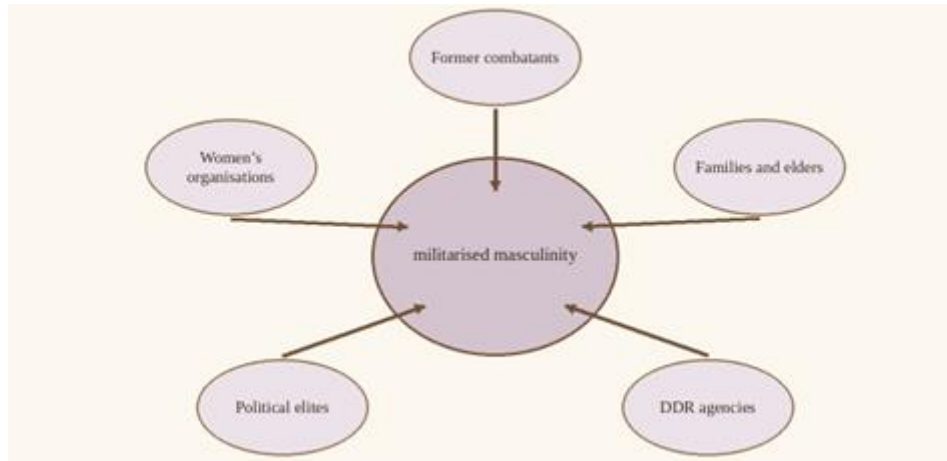 Former combatants
Women's
organisations
Families and elders
militarised masculinity
Political elites
DDR agencies